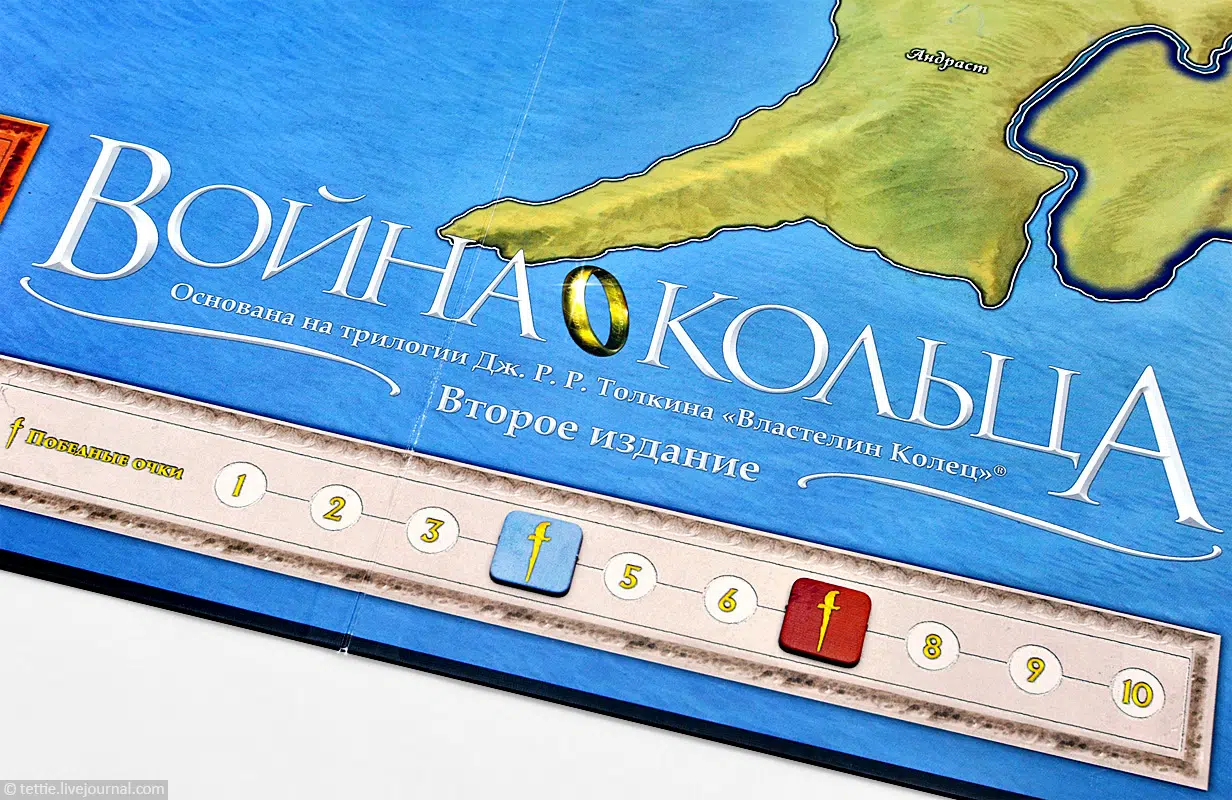 Андраст
Война кольца
Основана на трилогии Дж. Р. Р. Толкина «Властелин Колец»®
Второе издание
Победные очки 1 2 3 5 6 8 9 10
© tettie.livejournal.com